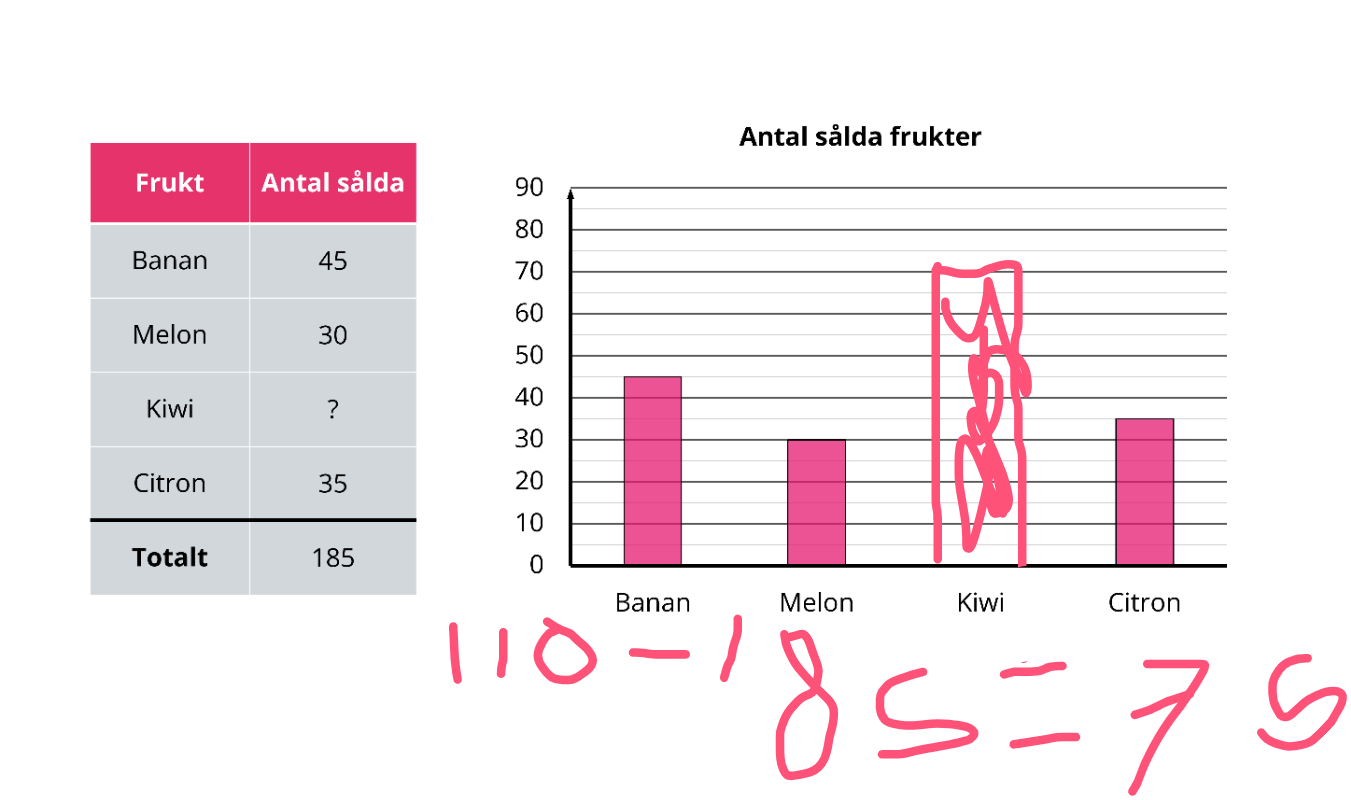 Antal sålda frukter
Frukt Antal sålda
Banan 45
Melon 30
Kiwi ?
Citron 35
Totalt 185
90
80
70
60
50
40
30
20
10
0
Banan Melon Kiwi Citron
110-185=75